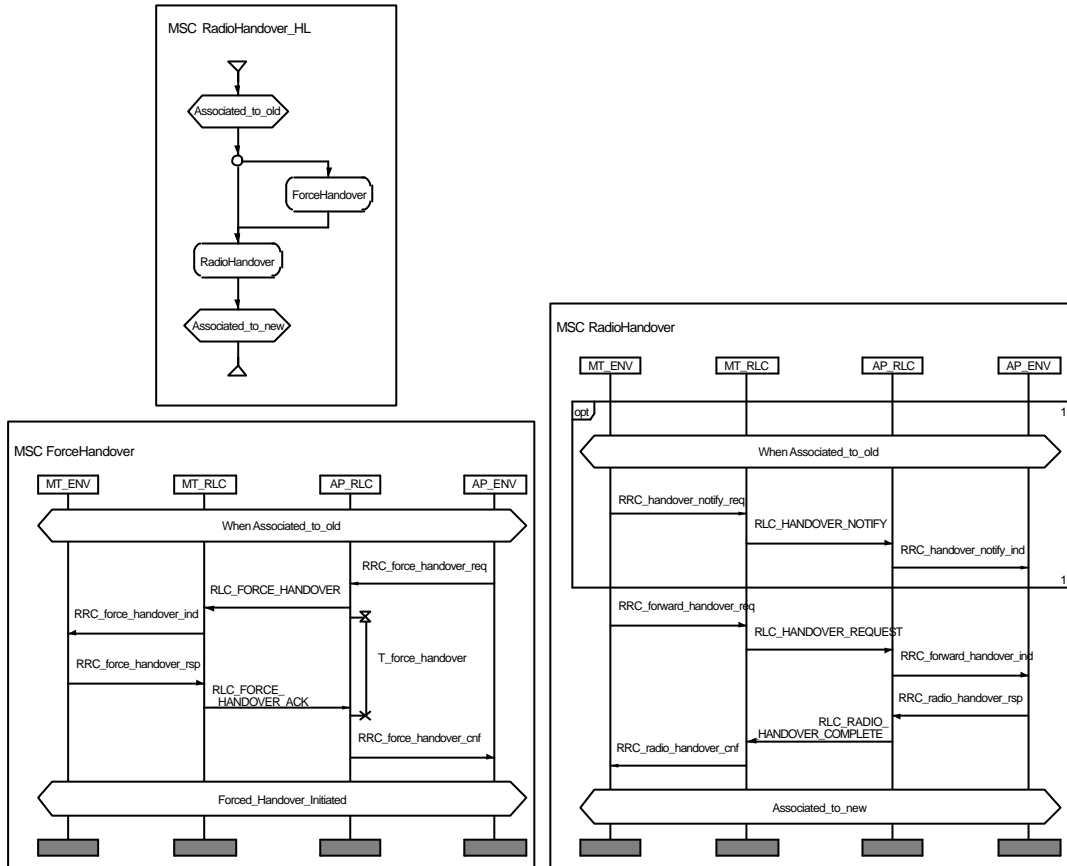 MSC RadioHandover_HL
Associated_to_old
ForceHandover
RadioHandover
Associated_to_new
MSC ForceHandover
MT_ENV MT_RLC AP_RLC AP_ENV
When Associated_to_old
RRC_force_handover_req
RLC_FORCE_HANDOVER
RRC_force_handover_ind
T_force_handover
RRC_force_handover_rsp
RLC_FORCE_
HANDOVER_ACK
RRC_force_handover_cnf
Forced_Handover_Initiated
MSC RadioHandover
MT_ENV MT_RLC AP_RLC AP_ENV
opt 1
When Associated_to_old
RRC_handover_notify_req
RLC_HANDOVER_NOTIFY
RRC_handover_notify_ind
1
RRC_forward_handover_req
RLC_HANDOVER_REQUEST
RRC_forward_handover_ind
RRC_radio_handover_rsp
RLC_RADIO_
HANDOVER_COMPLETE
RRC_radio_handover_cnf
Associated_to_new